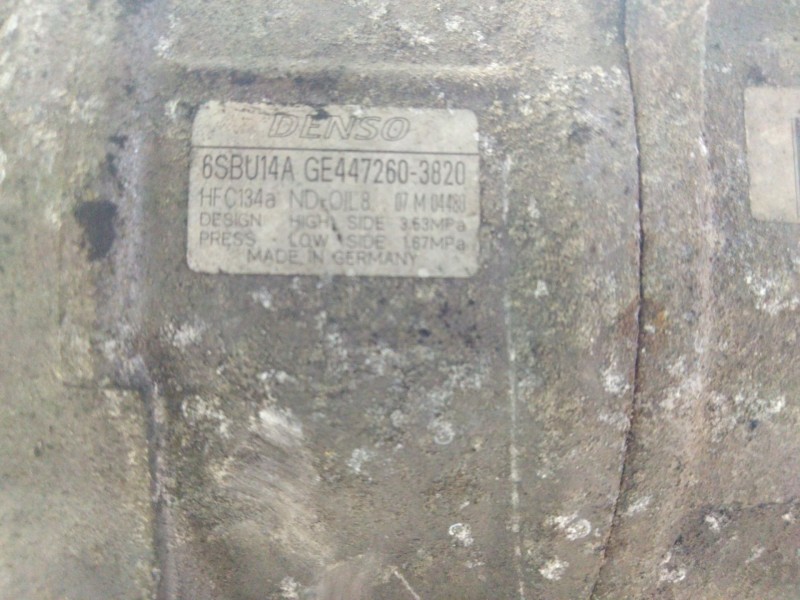 DENSO
6SBU14A GE447260-3820
HFC134a ND-OIL8. 07 M 04480
DESIGN HIGH SIDE 3.63MPa
PRESS. LOW SIDE 1.67MPa
MADE IN GERMANY